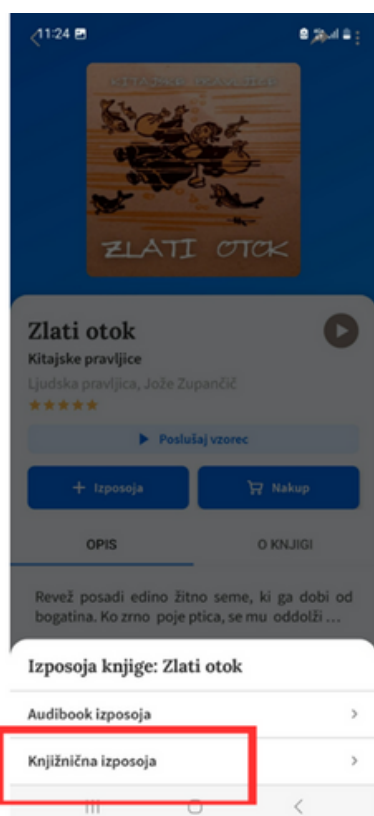 11:24
KITAJSKE PRAVLJICE
ZLATI OTOK
Zlati otok
Kitajske pravljice
Ljudska pravljica, Jože Zupančič
Poslušaj vzorec
+ Izposoja
Nakup
OPIS
O KNJIGI
Revež posadi edino žitno seme, ki ga dobi od
bogatina. Ko zrno poje ptica, se mu oddolži ...
Izposoja knjige: Zlati otok
Audibook izposoja
Knjižnična izposoja